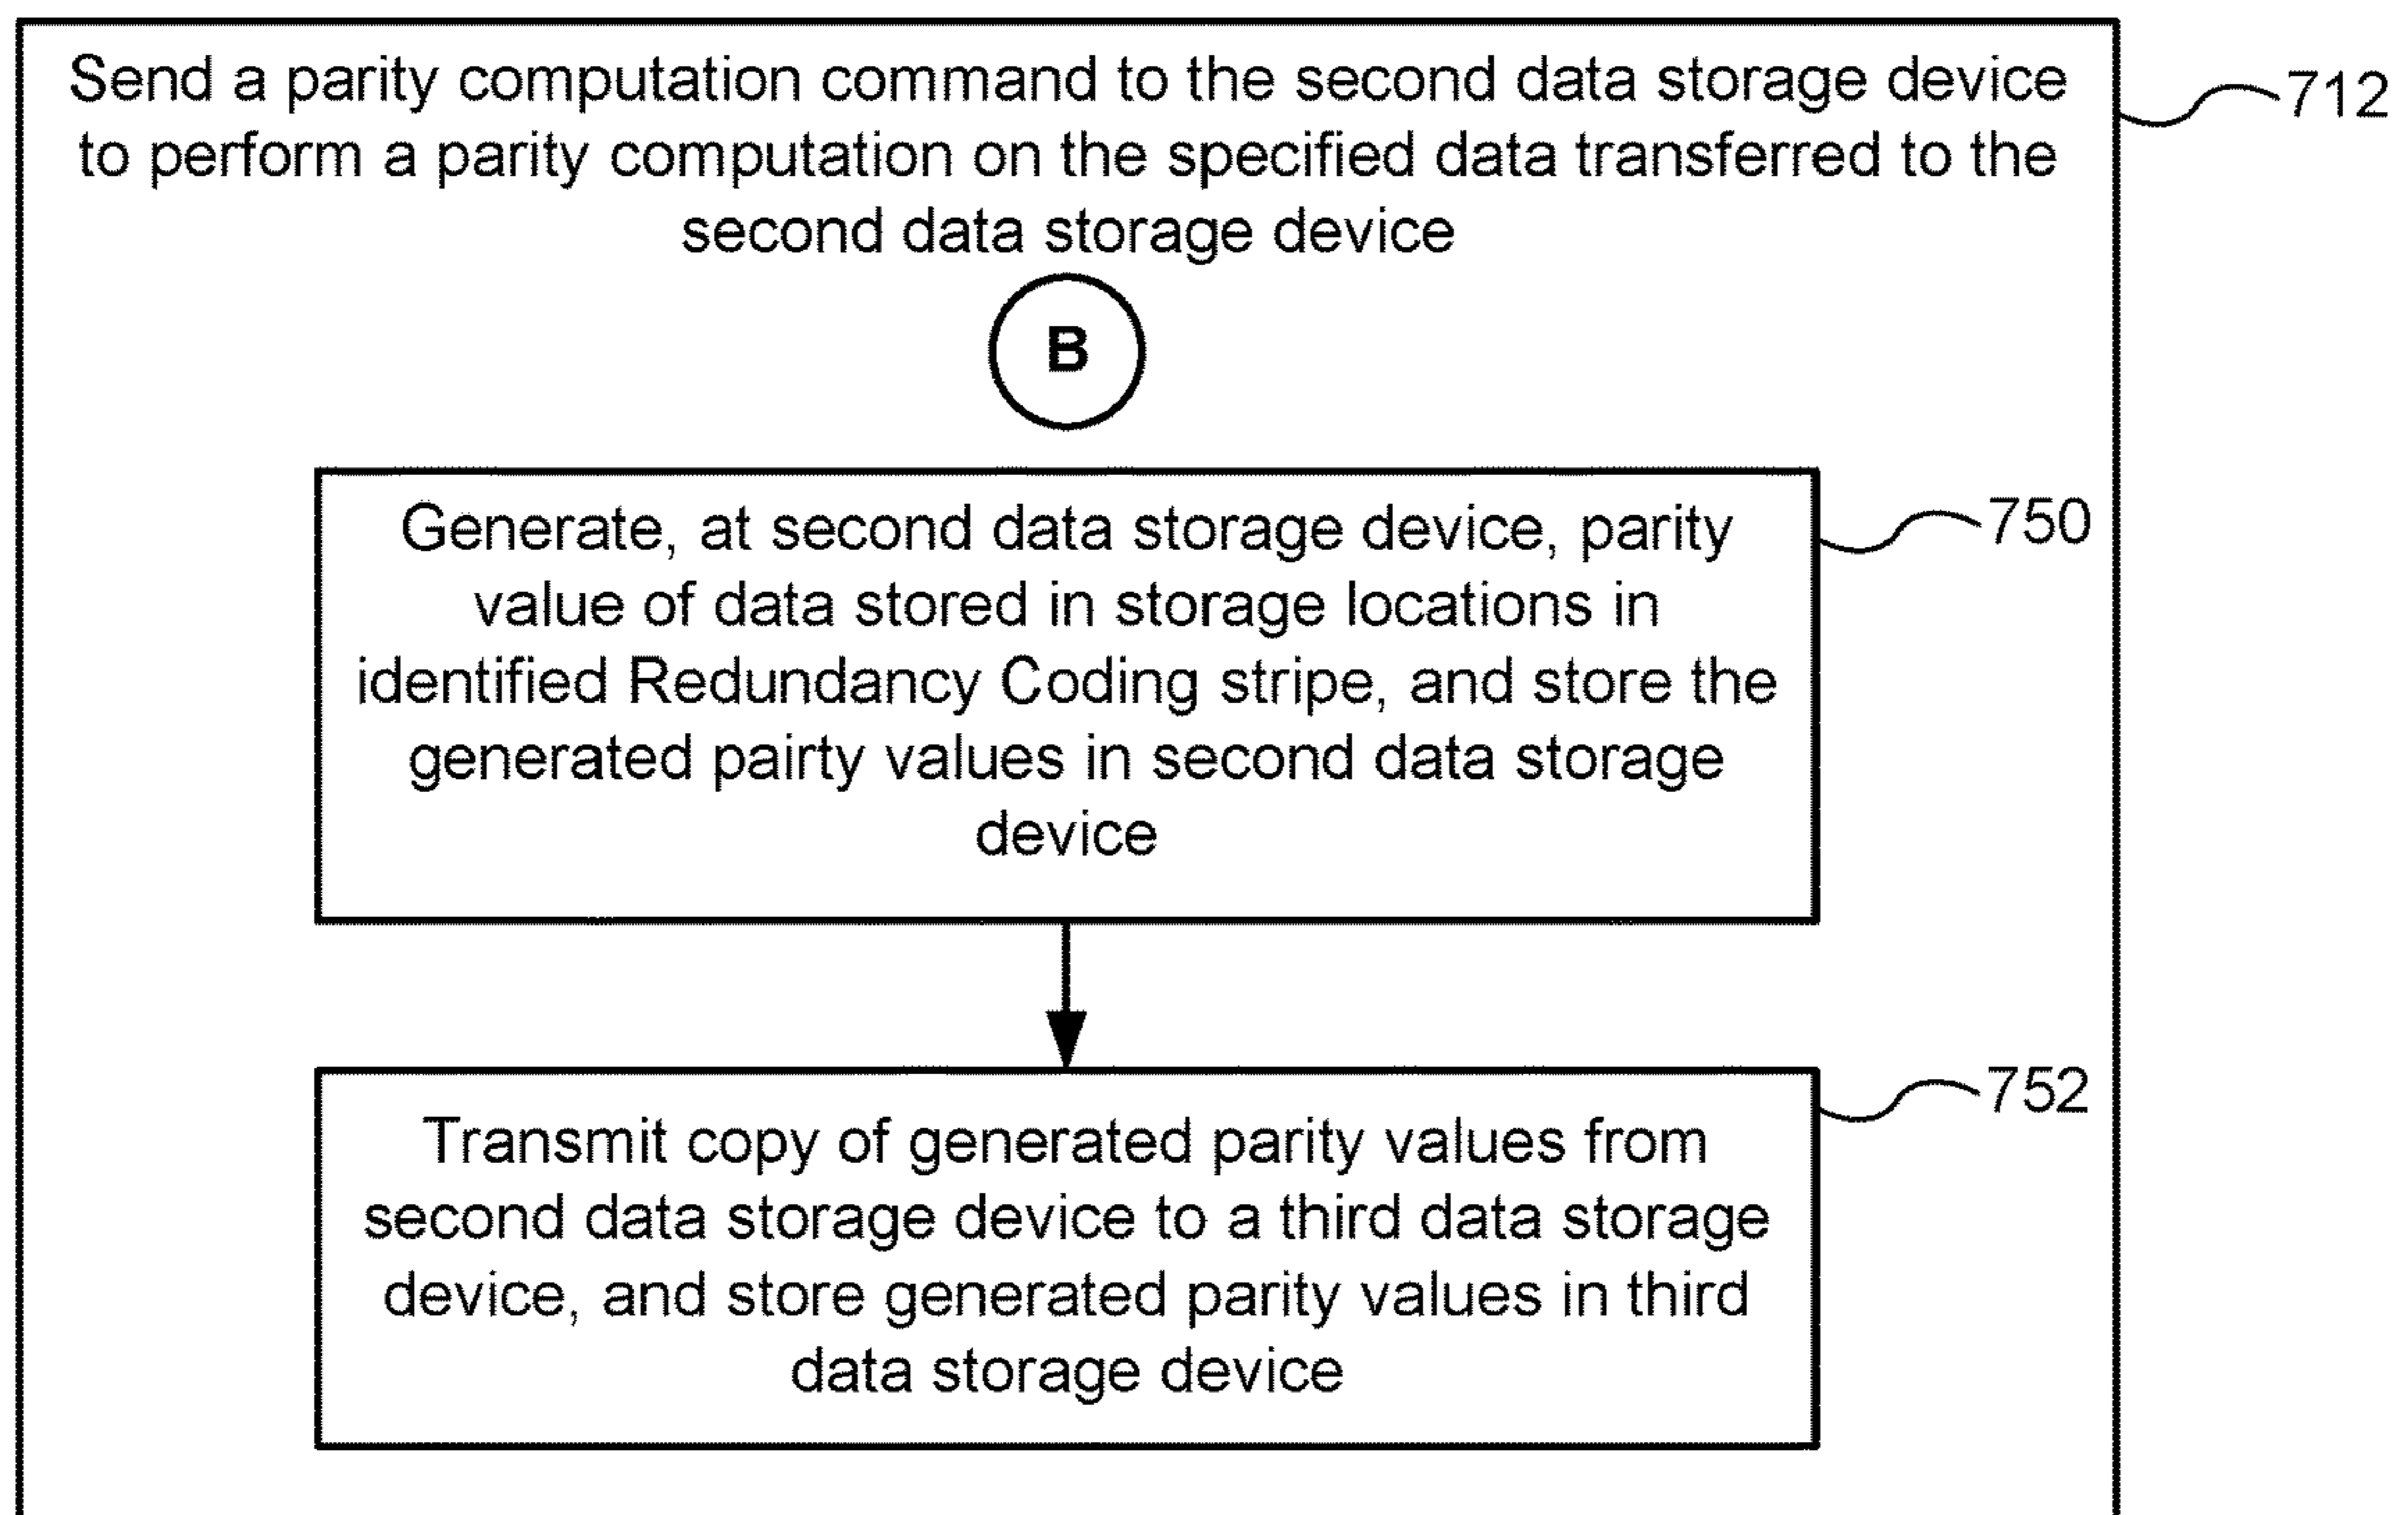 Send a parity computation command to the second data storage device
to perform a parity computation on the specified data transferred to the
second data storage device
712
B
Generate, at second data storage device, parity
value of data stored in storage locations in
identified Redundancy Coding stripe, and store the
generated pairty values in second data storage
device
750
Transmit copy of generated parity values from
second data storage device to a third data storage
device, and store generated parity values in third
data storage device
752